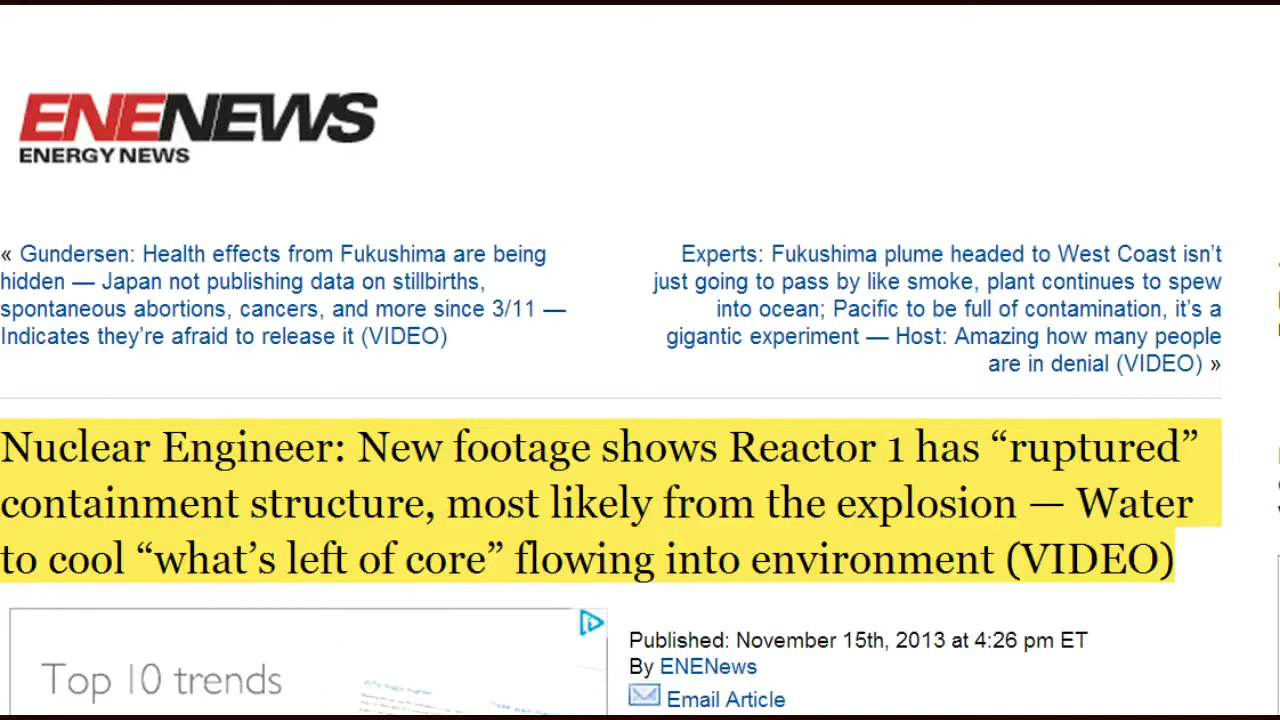 ENENEWS
ENERGY NEWS
« Gundersen: Health effects from Fukushima are being
hidden — Japan not publishing data on stillbirths,
spontaneous abortions, cancers, and more since 3/11 —
Indicates they’re afraid to release it (VIDEO)
Experts: Fukushima plume headed to West Coast isn’t
just going to pass by like smoke, plant continues to spew
into ocean; Pacific to be full of contamination, it’s a
gigantic experiment — Host: Amazing how many people
are in denial (VIDEO) »
Nuclear Engineer: New footage shows Reactor 1 has “ruptured”
containment structure, most likely from the explosion — Water
to cool “what’s left of core” flowing into environment (VIDEO)
Top 10 trends
Published: November 15th, 2013 at 4:26 pm ET
By ENENews
Email Article